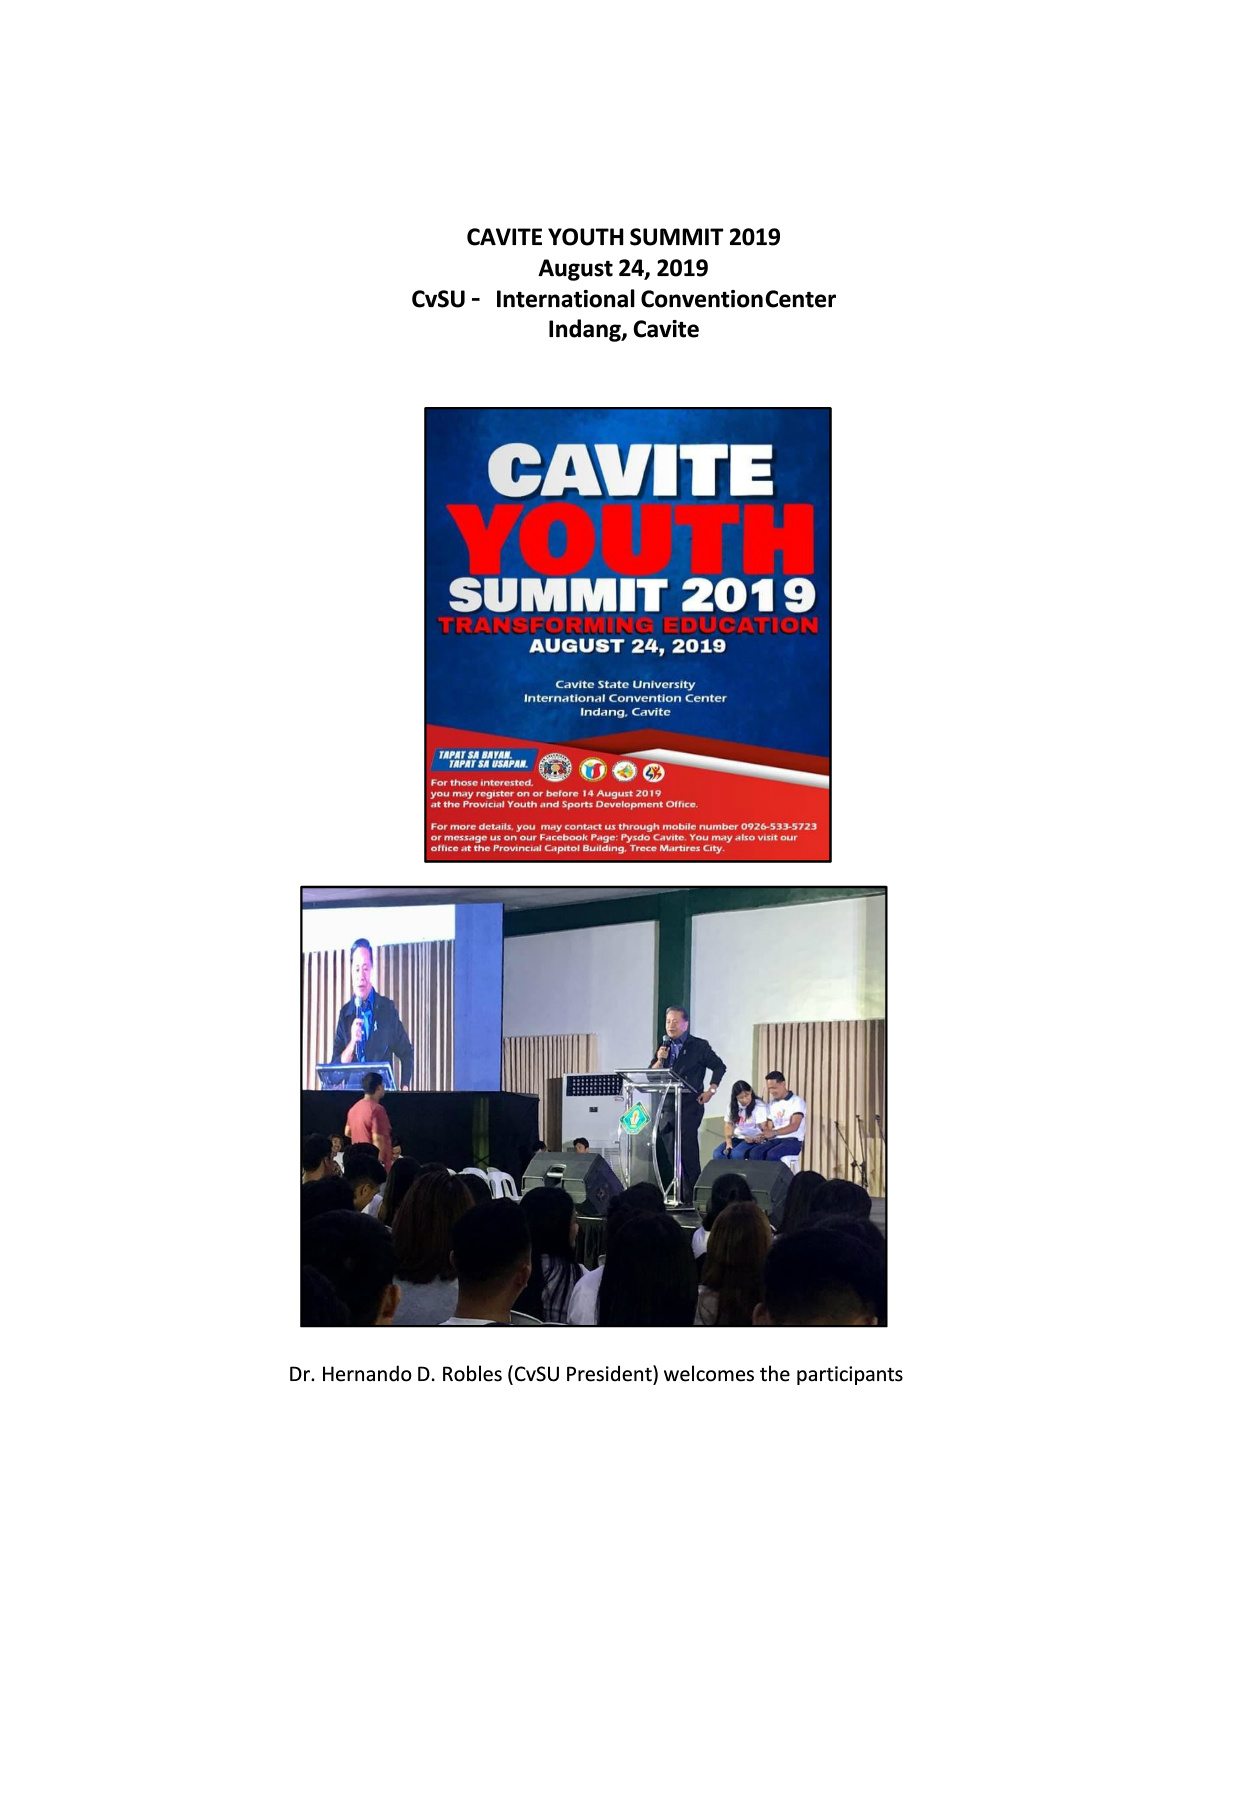 CAVITE YOUTH SUMMIT 2019
August 24, 2019
CvSU - International ConventionCenter
Indang, Cavite
CAVITE
YOUTH
SUMMIT 2019
TRANSFORMING EDUCATION
AUGUST 24, 2019
Cavite State University
International Convention Center
Indang, Cavite
TAPAT SA BAYAN.
TAPAT SA USAPAN.
For those interested,
you may register on or before 14 August 2019
at the Provicial Youth and Sports Development Office.
For more details, you may contact us through mobile number 0926-533-5723
or message us on our Facebook Page: Pysdo Cavite. You may also visit our
office at the Provincial Capitol Building, Trece Martires City.
Dr. Hernando D. Robles (CvSU President) welcomes the participants